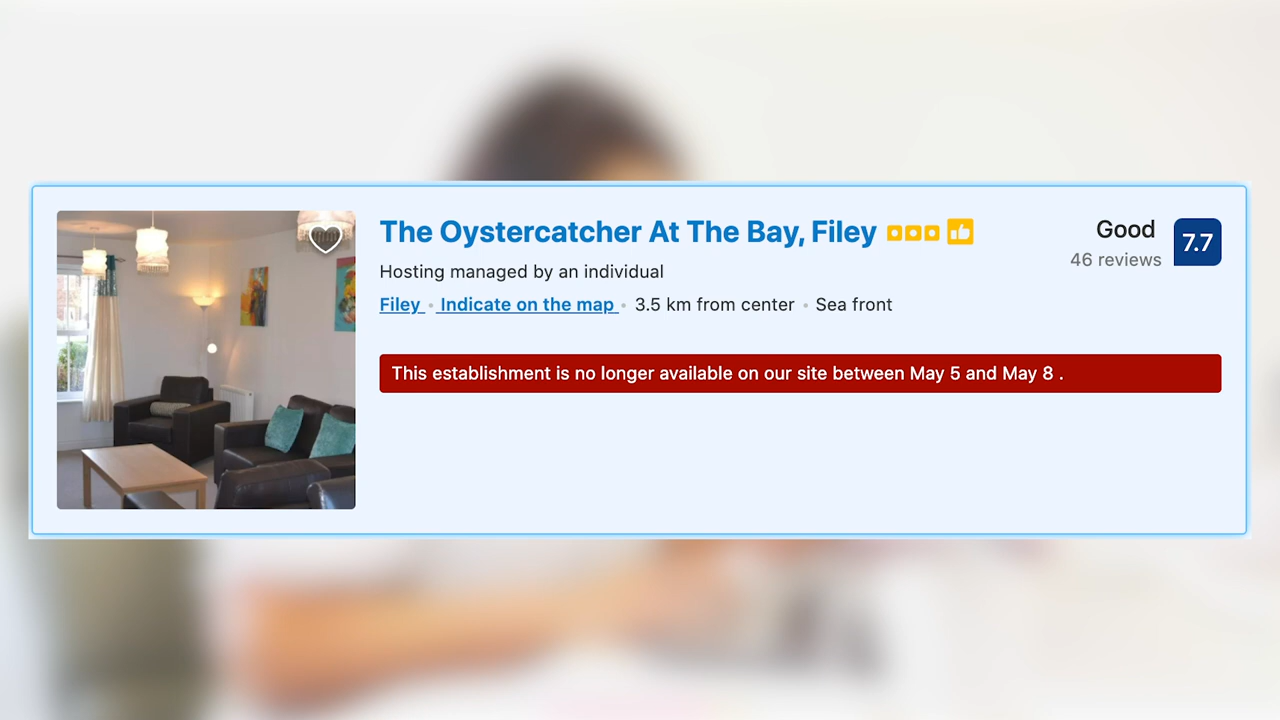 The Oystercatcher At The Bay, Filey
Good
7.7
46 reviews
Hosting managed by an individual
Filey • Indicate on the map • 3.5 km from center • Sea front
This establishment is no longer available on our site between May 5 and May 8 .